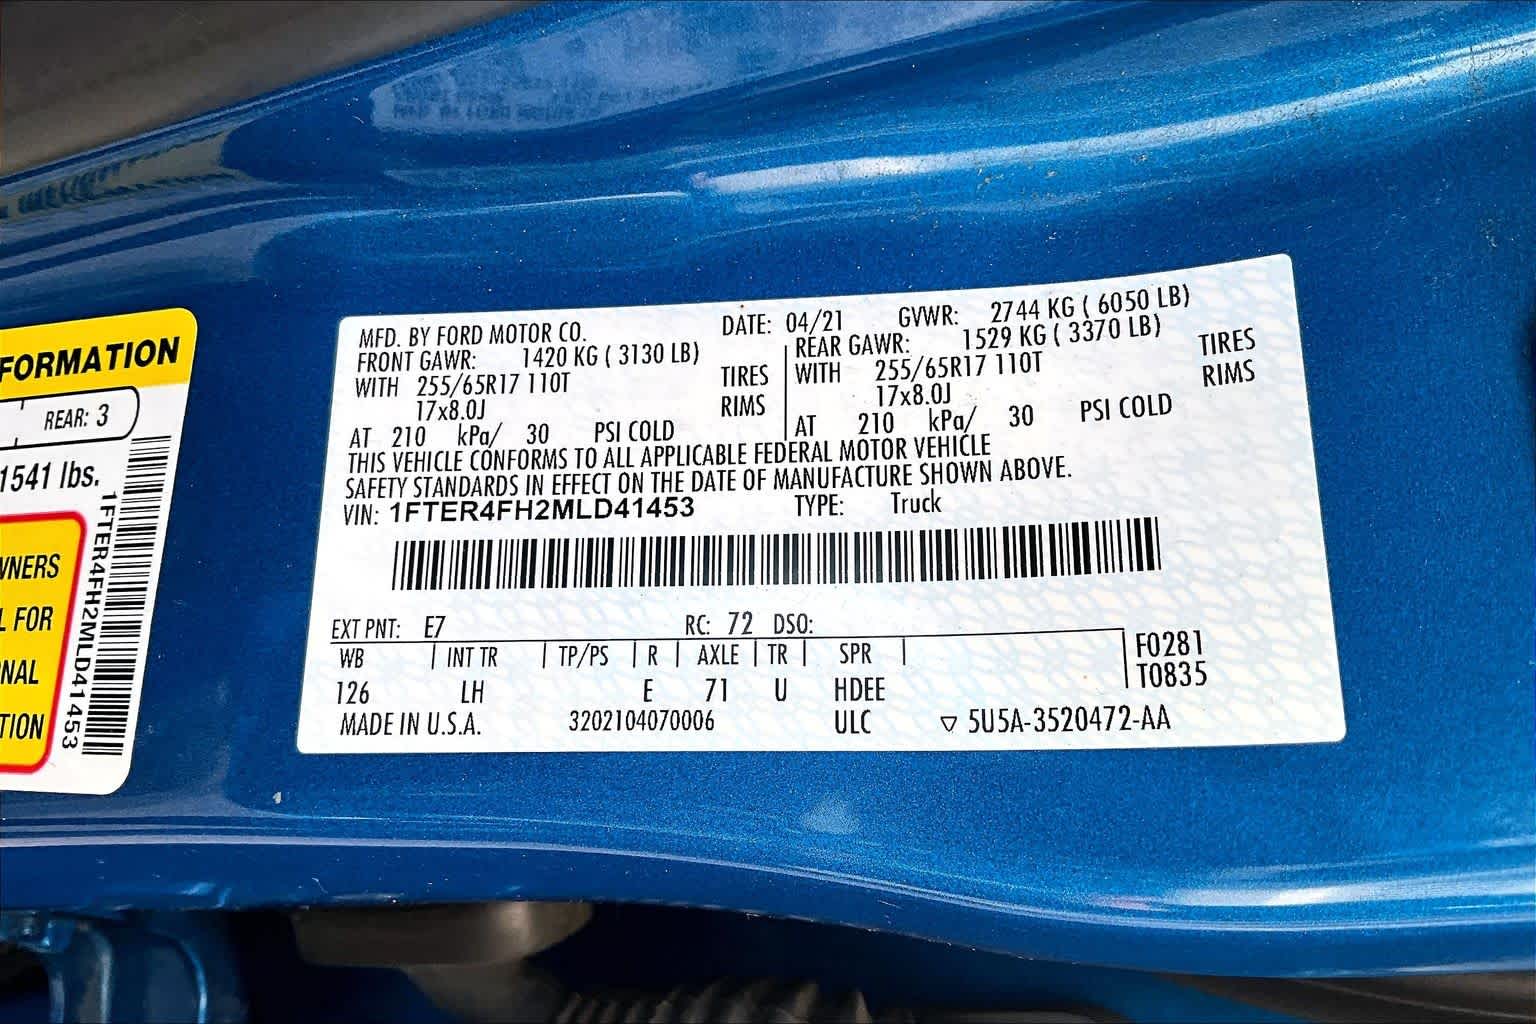 FORMATION
REAR: 3
1541 lbs.
1FTER4FH2MLD41453
WNERS
L FOR
NAL
TION
MFD. BY FORD MOTOR CO. DATE: 04/21 GVWR: 2744 KG ( 6050 LB)
FRONT GAWR: 1420 KG ( 3130 LB) REAR GAWR: 1529 KG ( 3370 LB)
WITH 255/65R17 110T TIRES WITH 255/65R17 110T TIRES
17x8.0J RIMS 17x8.0J RIMS
AT 210 kPa/ 30 PSI COLD AT 210 kPa/ 30 PSI COLD
THIS VEHICLE CONFORMS TO ALL APPLICABLE FEDERAL MOTOR VEHICLE
SAFETY STANDARDS IN EFFECT ON THE DATE OF MANUFACTURE SHOWN ABOVE.
VIN: 1FTER4FH2MLD41453 TYPE: Truck
EXT PNT: E7 RC: 72 DSO:
WB | INT TR | TP/PS | R | AXLE | TR | SPR | F0281
126 LH E 71 U HDEE T0835
MADE IN U.S.A. 3202104070006 ULC ▽ 5U5A-3520472-AA